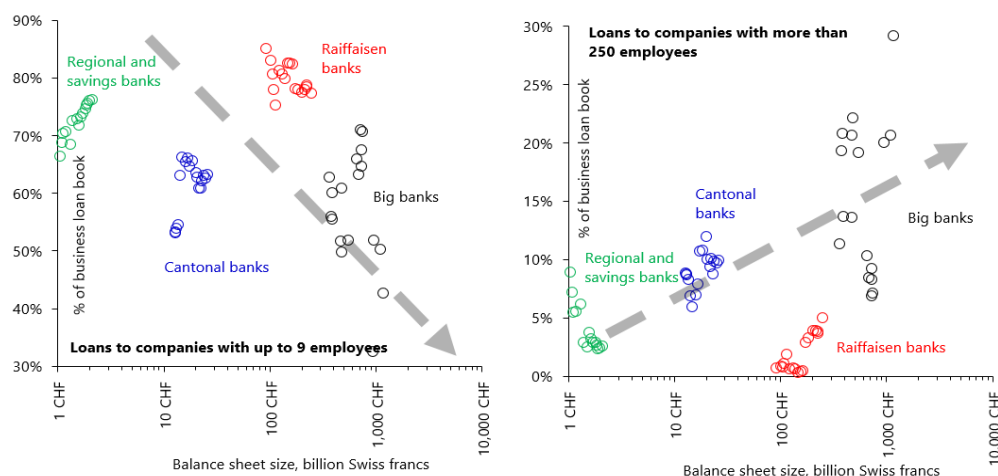 90%
80%
70%
60%
50%
40%
30%
% of business loan book
Regional and
savings banks
Raiffaisen
banks
Cantonal banks
Big banks
Loans to companies with up to 9 employees
1 CHF
10 CHF
100 CHF
1,000 CHF
10,000 CHF
Balance sheet size, billion Swiss francs
30%
25%
20%
15%
10%
5%
0%
% of business loan book
Loans to companies with more than
250 employees
Cantonal
banks
Regional and
savings banks
Big banks
Raiffaisen banks
1 CHF
10 CHF
100 CHF
1,000 CHF
10,000 CHF
Balance sheet size, billion Swiss francs